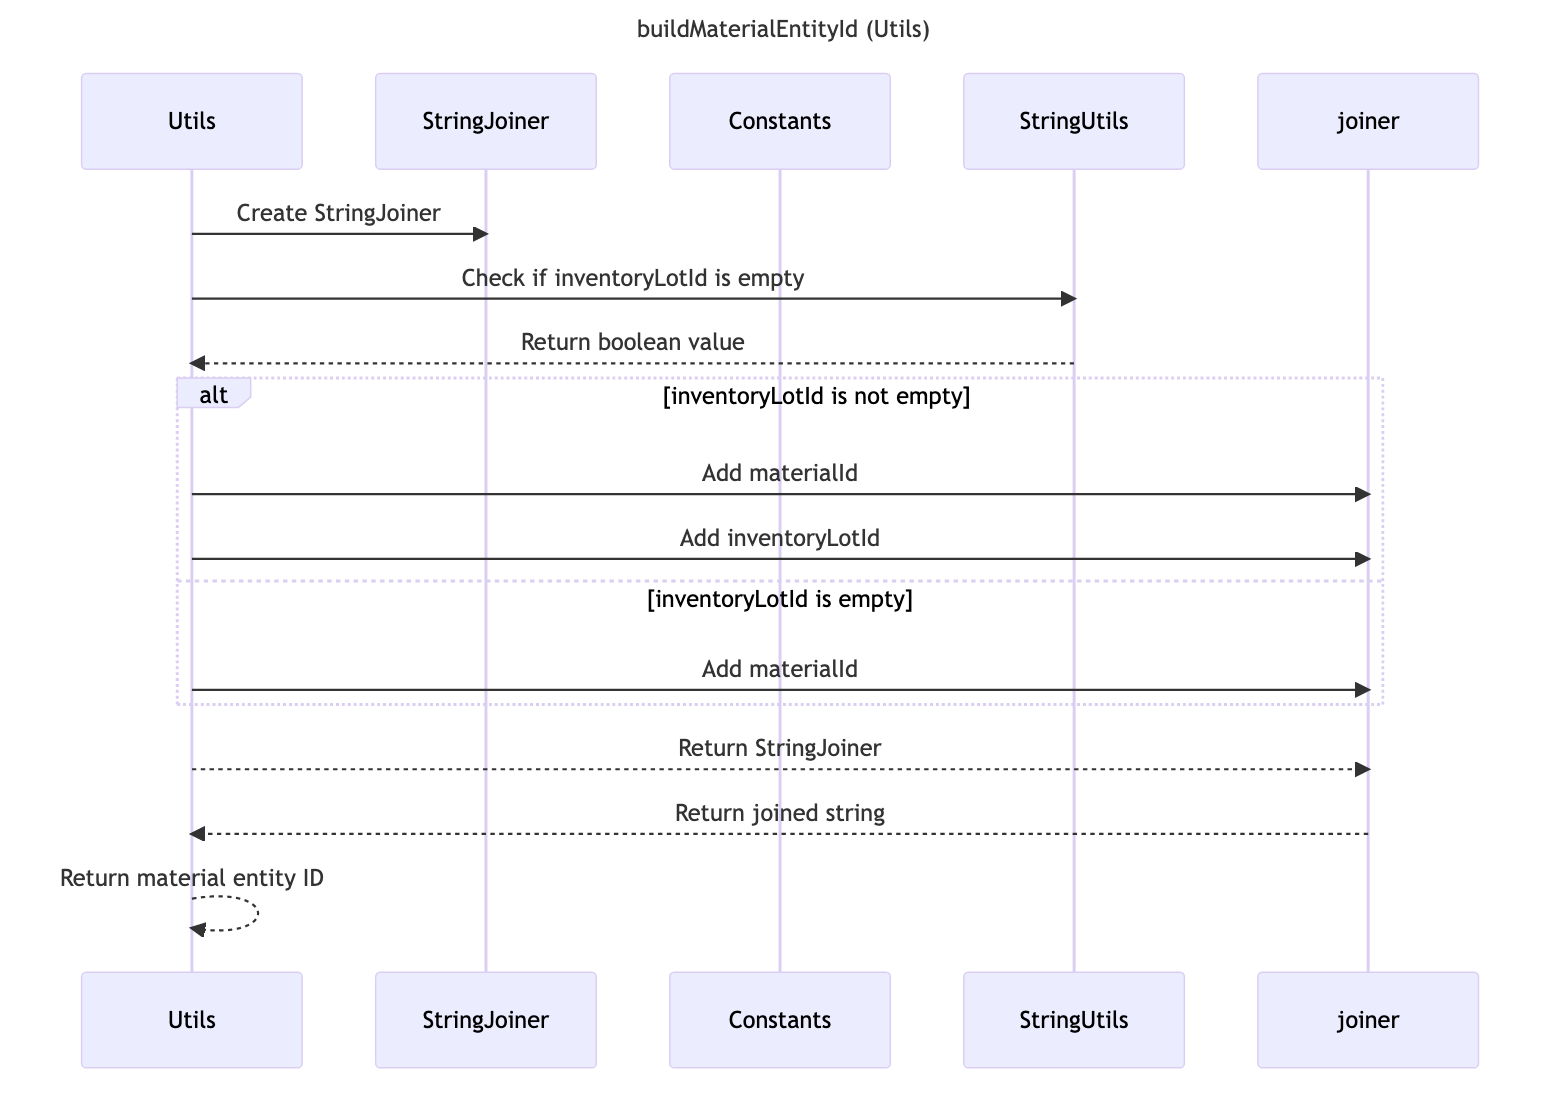 buildMaterialEntityId (Utils)
Utils
StringJoiner
Constants
StringUtils
joiner
Create StringJoiner
Check if inventoryLotId is empty
Return boolean value
alt
[inventoryLotId is not empty]
Add materialId
Add inventoryLotId
[inventoryLotId is empty]
Add materialId
Return StringJoiner
Return joined string
Return material entity ID
Utils
StringJoiner
Constants
StringUtils
joiner